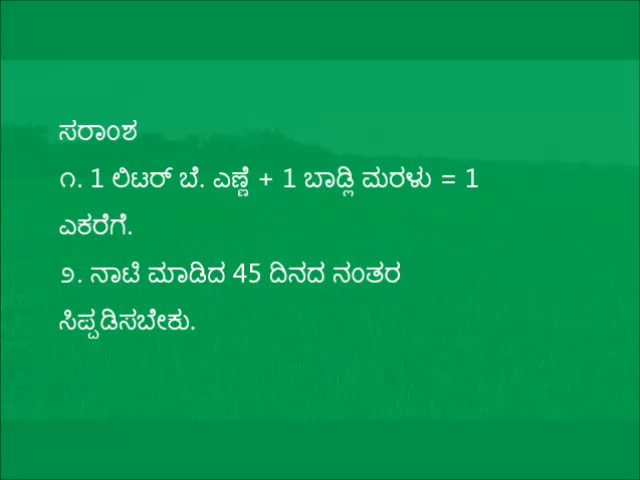 ಸರಾಂಶ
೧. 1 ಲಿಟರ್ ಬೆ. ಎಣ್ಣೆ + 1 ಬಾಡ್ಲಿ ಮರಳು = 1
ಎಕರೆಗೆ.
೨. ನಾಟಿ ಮಾಡಿದ 45 ದಿನದ ನಂತರ
ಸಿಪ್ಪಡಿಸಬೇಕು.